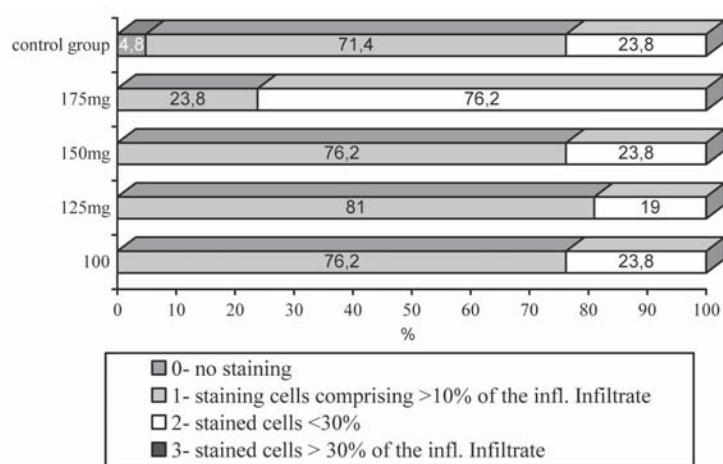 control group 4,8 71,4 23,8
175mg 23,8 76,2
150mg 76,2 23,8
125mg 81 19
100 76,2 23,8
0 10 20 30 40 50 60 70 80 90 100
%
0- no staining
1- staining cells comprising >10% of the infl. Infiltrate
2- stained cells <30%
3- stained cells > 30% of the infl. Infiltrate